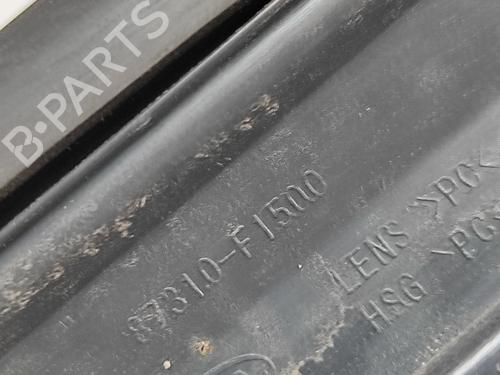 B-PARTS
87310-F1500
LENS >PC<
HSG >PC